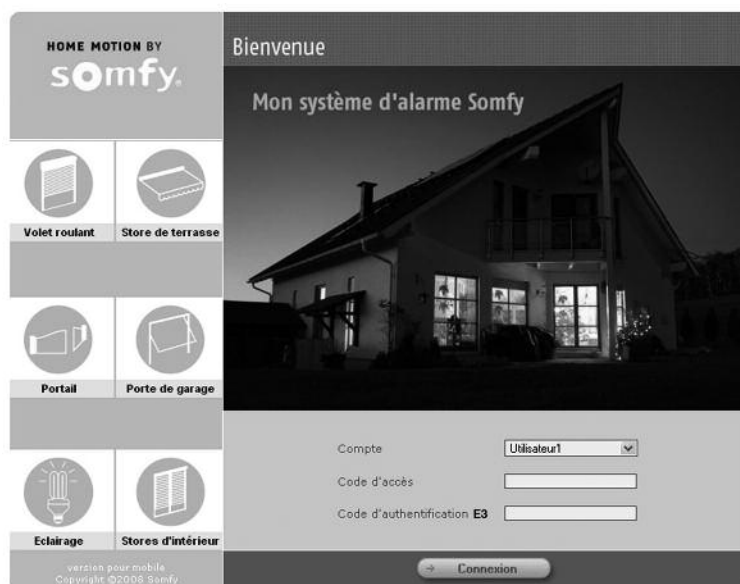 HOME MOTION BY
somfy.
Bienvenue
Mon système d'alarme Somfy
Volet roulant
Store de terrasse
Portail
Porte de garage
Eclairage
Stores d'intérieur
version pour mobile
Copyright ©2006 Somfy
Compte
Utilisateur1
Code d'accès
Code d'authentification E3
Connexion